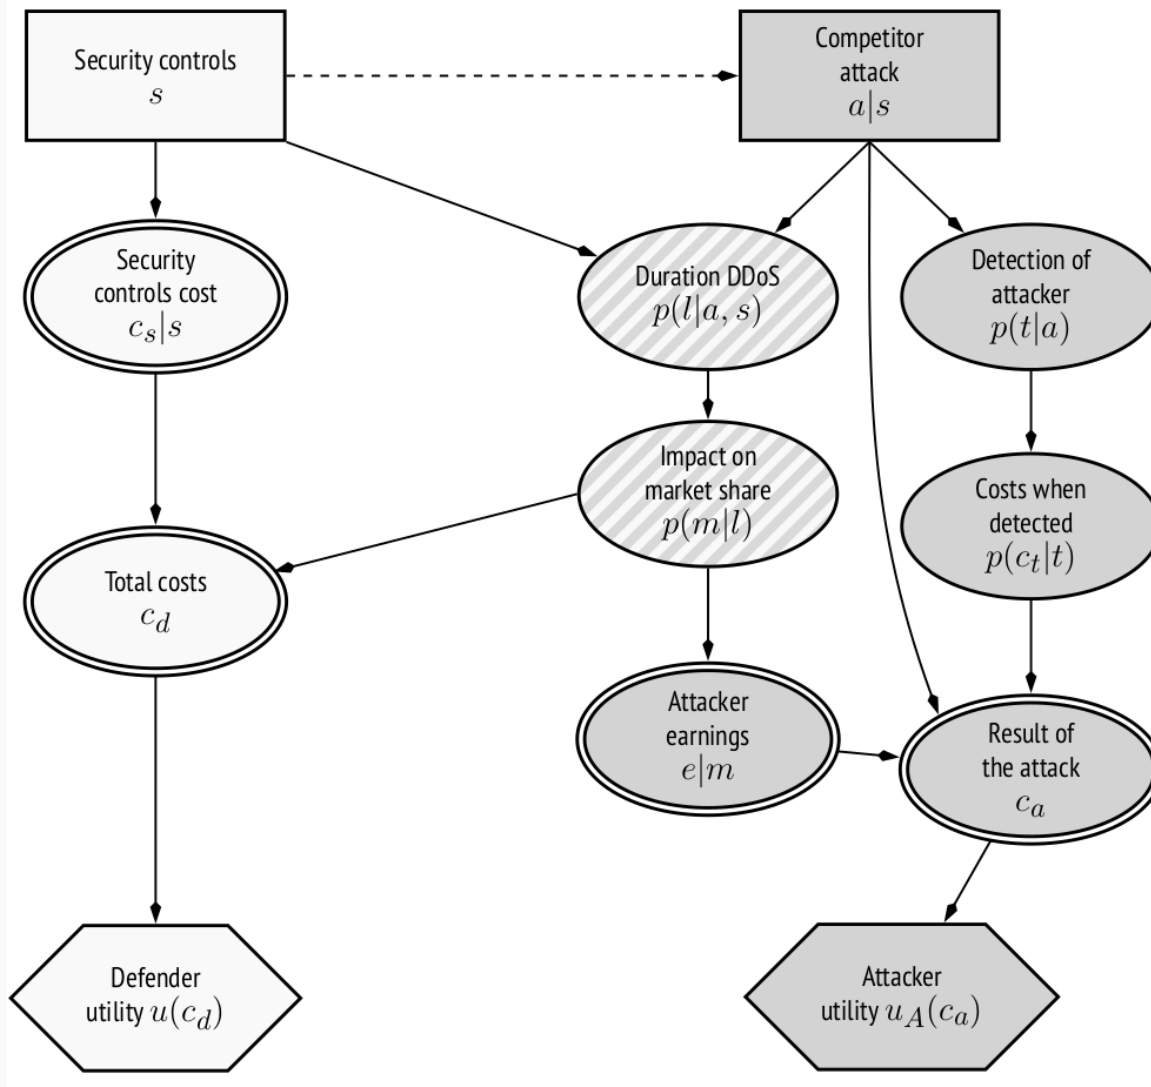 Security controls
s
Competitor
attack
a|s
Security
controls cost
c_s|s
Duration DDoS
p(l|a, s)
Detection of
attacker
p(t|a)
Impact on
market share
p(m|l)
Costs when
detected
p(c_t|t)
Total costs
c_d
Attacker
earnings
e|m
Result of
the attack
c_a
Defender
utility u(c_d)
Attacker
utility u_A(c_a)